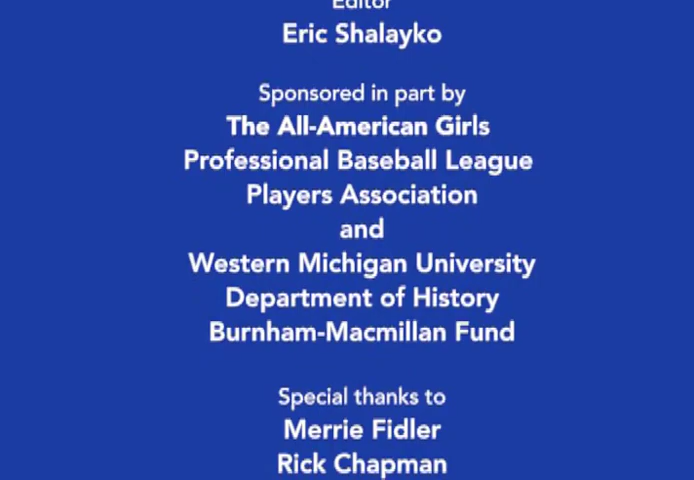 Editor
Eric Shalayko
Sponsored in part by
The All-American Girls
Professional Baseball League
Players Association
and
Western Michigan University
Department of History
Burnham-Macmillan Fund
Special thanks to
Merrie Fidler
Rick Chapman